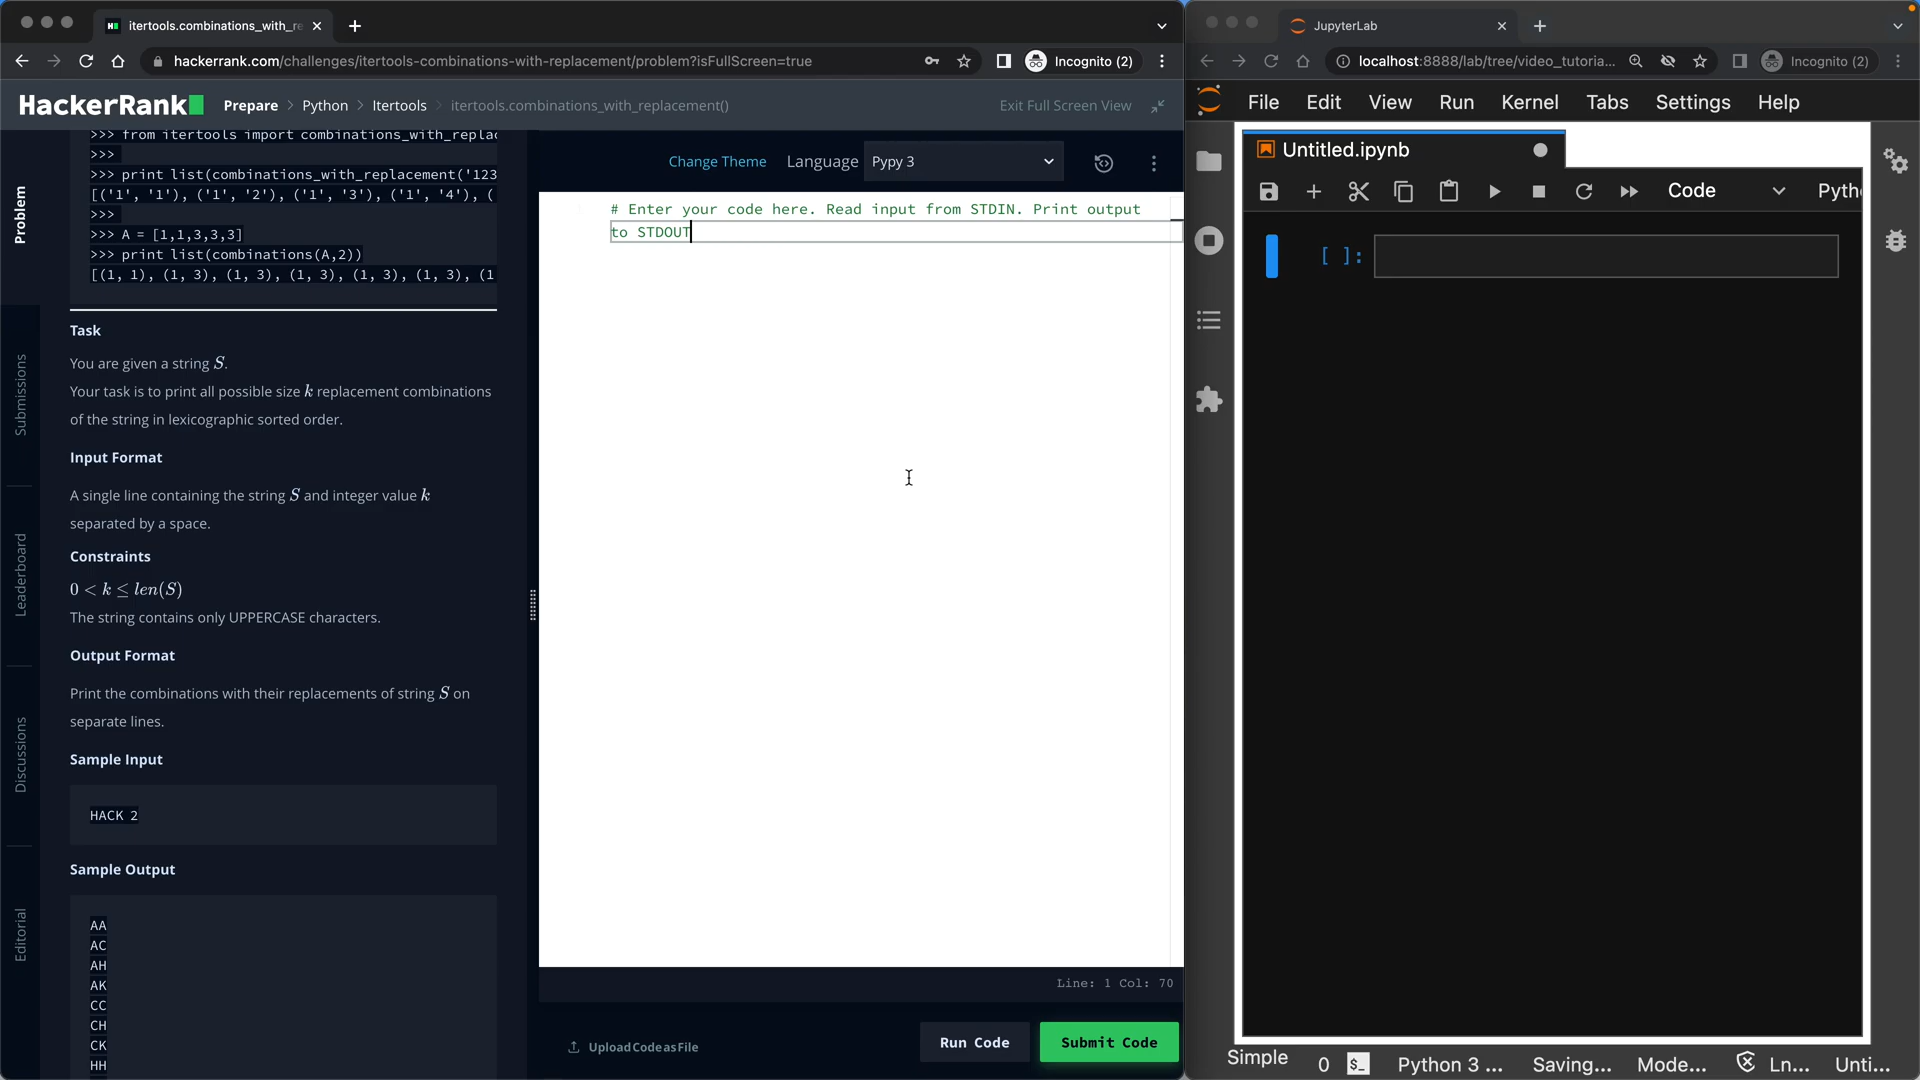 itertools.combinations_with_re
hackerrank.com/challenges/itertools-combinations-with-replacement/problem?isFullScreen=true
Incognito (2)
HackerRank
Prepare > Python > Itertools > itertools.combinations_with_replacement()
Exit Full Screen View
Problem
Submissions
Leaderboard
Discussions
Editorial
>>> from itertools import combinations_with_replac
>>>
>>> print list(combinations_with_replacement('123
[('1', '1'), ('1', '2'), ('1', '3'), ('1', '4'), (
>>>
>>> A = [1,1,3,3,3]
>>> print list(combinations(A,2))
[(1, 1), (1, 3), (1, 3), (1, 3), (1, 3), (1, 3), (1
Task
You are given a string S.
Your task is to print all possible size k replacement combinations
of the string in lexicographic sorted order.
Input Format
A single line containing the string S and integer value k
separated by a space.
Constraints
0 < k ≤ len(S)
The string contains only UPPERCASE characters.
Output Format
Print the combinations with their replacements of string S on
separate lines.
Sample Input
HACK 2
Sample Output
AA
AC
AH
AK
CC
CH
CK
HH
Change Theme
Language
Pypy 3
# Enter your code here. Read input from STDIN. Print output
to STDOUT
Line: 1 Col: 70
Upload Code as File
Run Code
Submit Code
JupyterLab
localhost:8888/lab/tree/video_tutoria...
Incognito (2)
File Edit View Run Kernel Tabs Settings Help
Untitled.ipynb
Code
Pytho
[ ]:
Simple
0
$_
Python 3 ...
Saving...
Mode...
Ln...
Unti...